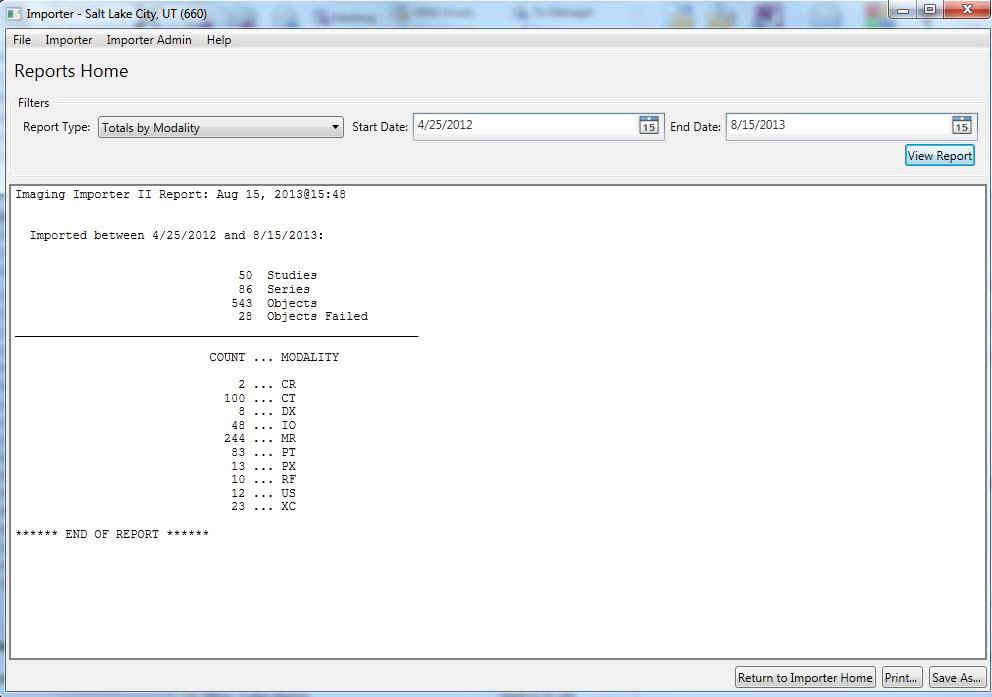 Importer - Salt Lake City, UT (660)
File Importer Importer Admin Help
Reports Home
Filters
Report Type: Totals by Modality Start Date: 4/25/2012 15 End Date: 8/15/2013 15
View Report
Imaging Importer II Report: Aug 15, 2013@15:48
Imported between 4/25/2012 and 8/15/2013:
50 Studies
86 Series
543 Objects
28 Objects Failed
COUNT ... MODALITY
2 ... CR
100 ... CT
8 ... DX
48 ... IO
244 ... MR
83 ... PT
13 ... PX
10 ... RF
12 ... US
23 ... XC
****** END OF REPORT ******
Return to Importer Home Print... Save As...